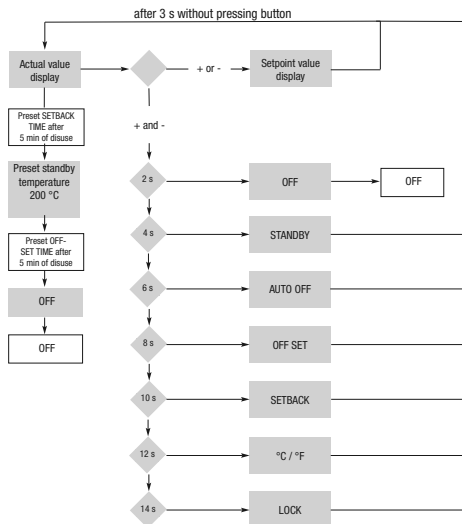 after 3 s without pressing button
Actual value
display
+ or -
Setpoint value
display
Preset SETBACK
TIME after
5 min of disuse
+ and -
Preset standby
temperature
200 °C
2 s
OFF
OFF
Preset OFF-
SET TIME after
5 min of disuse
4 s
STANDBY
OFF
6 s
AUTO OFF
OFF
8 s
OFF SET
10 s
SETBACK
12 s
°C / °F
14 s
LOCK